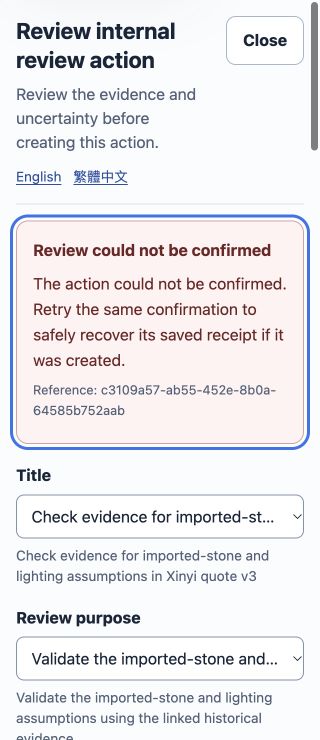 Review internal
review action
Close
Review the evidence and
uncertainty before
creating this action.
English 繁體中文
Review could not be confirmed
The action could not be confirmed.
Retry the same confirmation to
safely recover its saved receipt if it
was created.
Reference: c3109a57-ab55-452e-8b0a-
64585b752aab
Title
Check evidence for imported-st...
Check evidence for imported-stone and
lighting assumptions in Xinyi quote v3
Review purpose
Validate the imported-stone and...
Validate the imported-stone and lighting
assumptions using the linked historical
evidence